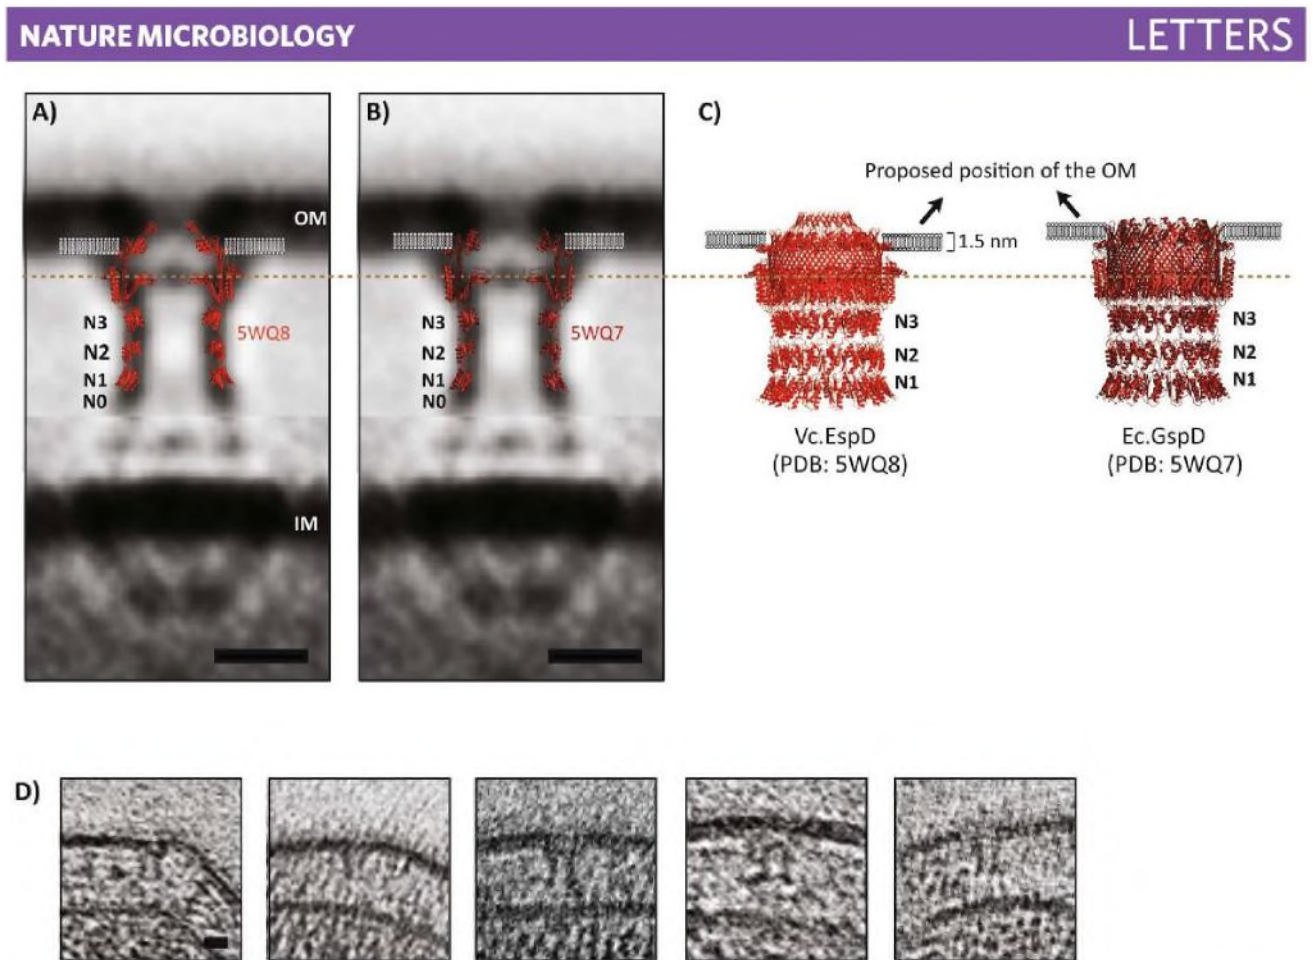 NATURE MICROBIOLOGY
LETTERS
A)
B)
C)
Proposed position of the OM
OM
1.5 nm
N3
N2
N1
N0
5WQ8
N3
N2
N1
N0
5WQ7
N3
N2
N1
N3
N2
N1
Vc.EspD
(PDB: 5WQ8)
Ec.GspD
(PDB: 5WQ7)
IM
D)